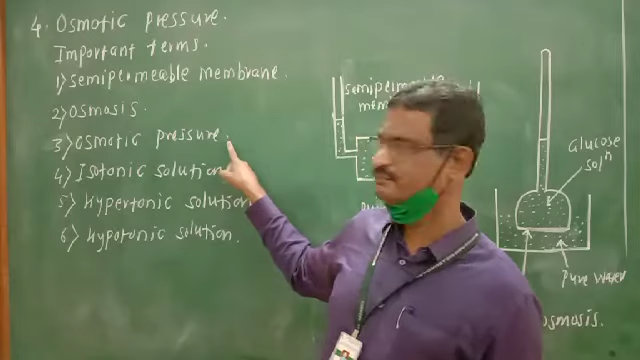 4. Osmotic pressure.
Important terms.
1) Semipermeable membrane.
2) Osmosis.
3) Osmotic pressure.
4) Isotonic solution
5) Hypertonic solution
6) Hypotonic solution.
semipermeable
Glucose
solⁿ
Pure water
osmosis.